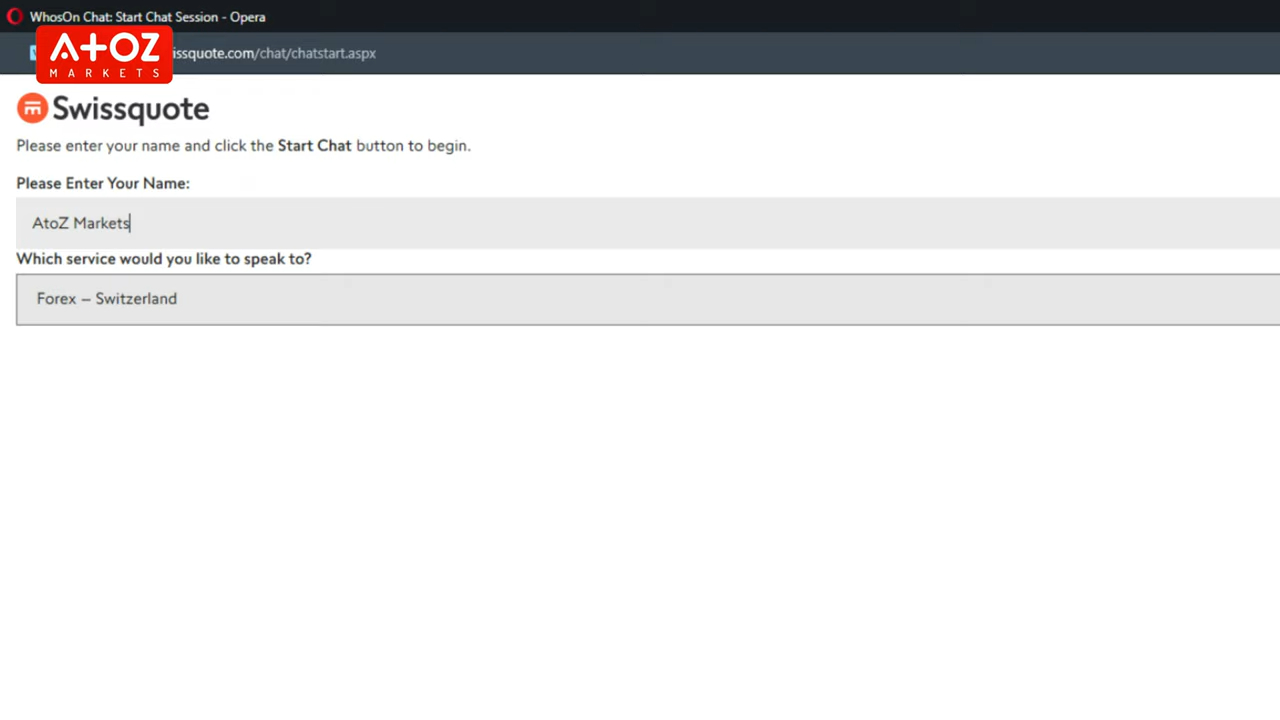 WhosOn Chat: Start Chat Session - Opera
AtoZ
MARKETS
issquote.com/chat/chatstart.aspx
Swissquote
Please enter your name and click the Start Chat button to begin.
Please Enter Your Name:
AtoZ Markets
Which service would you like to speak to?
Forex – Switzerland